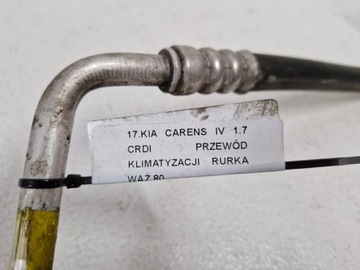 17.KIA CARENS IV 1.7
CRDI PRZEWÓD
KLIMATYZACJI RURKA
WĄŻ 80